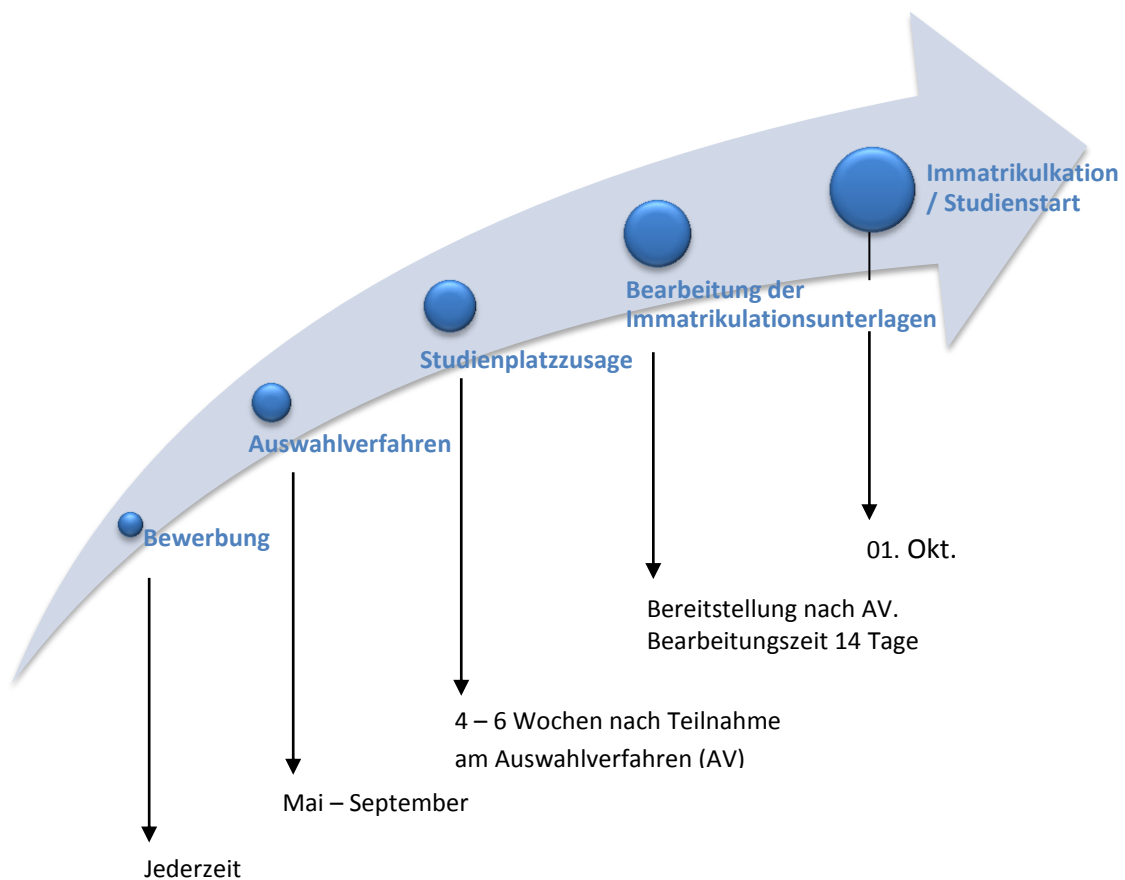 Immatrikulkation
/ Studienstart
Bearbeitung der
Immatrikulationsunterlagen
Studienplatzzusage
Auswahlverfahren
Bewerbung
01. Okt.
Bereitstellung nach AV.
Bearbeitungszeit 14 Tage
4 – 6 Wochen nach Teilnahme
am Auswahlverfahren (AV)
Mai – September
Jederzeit